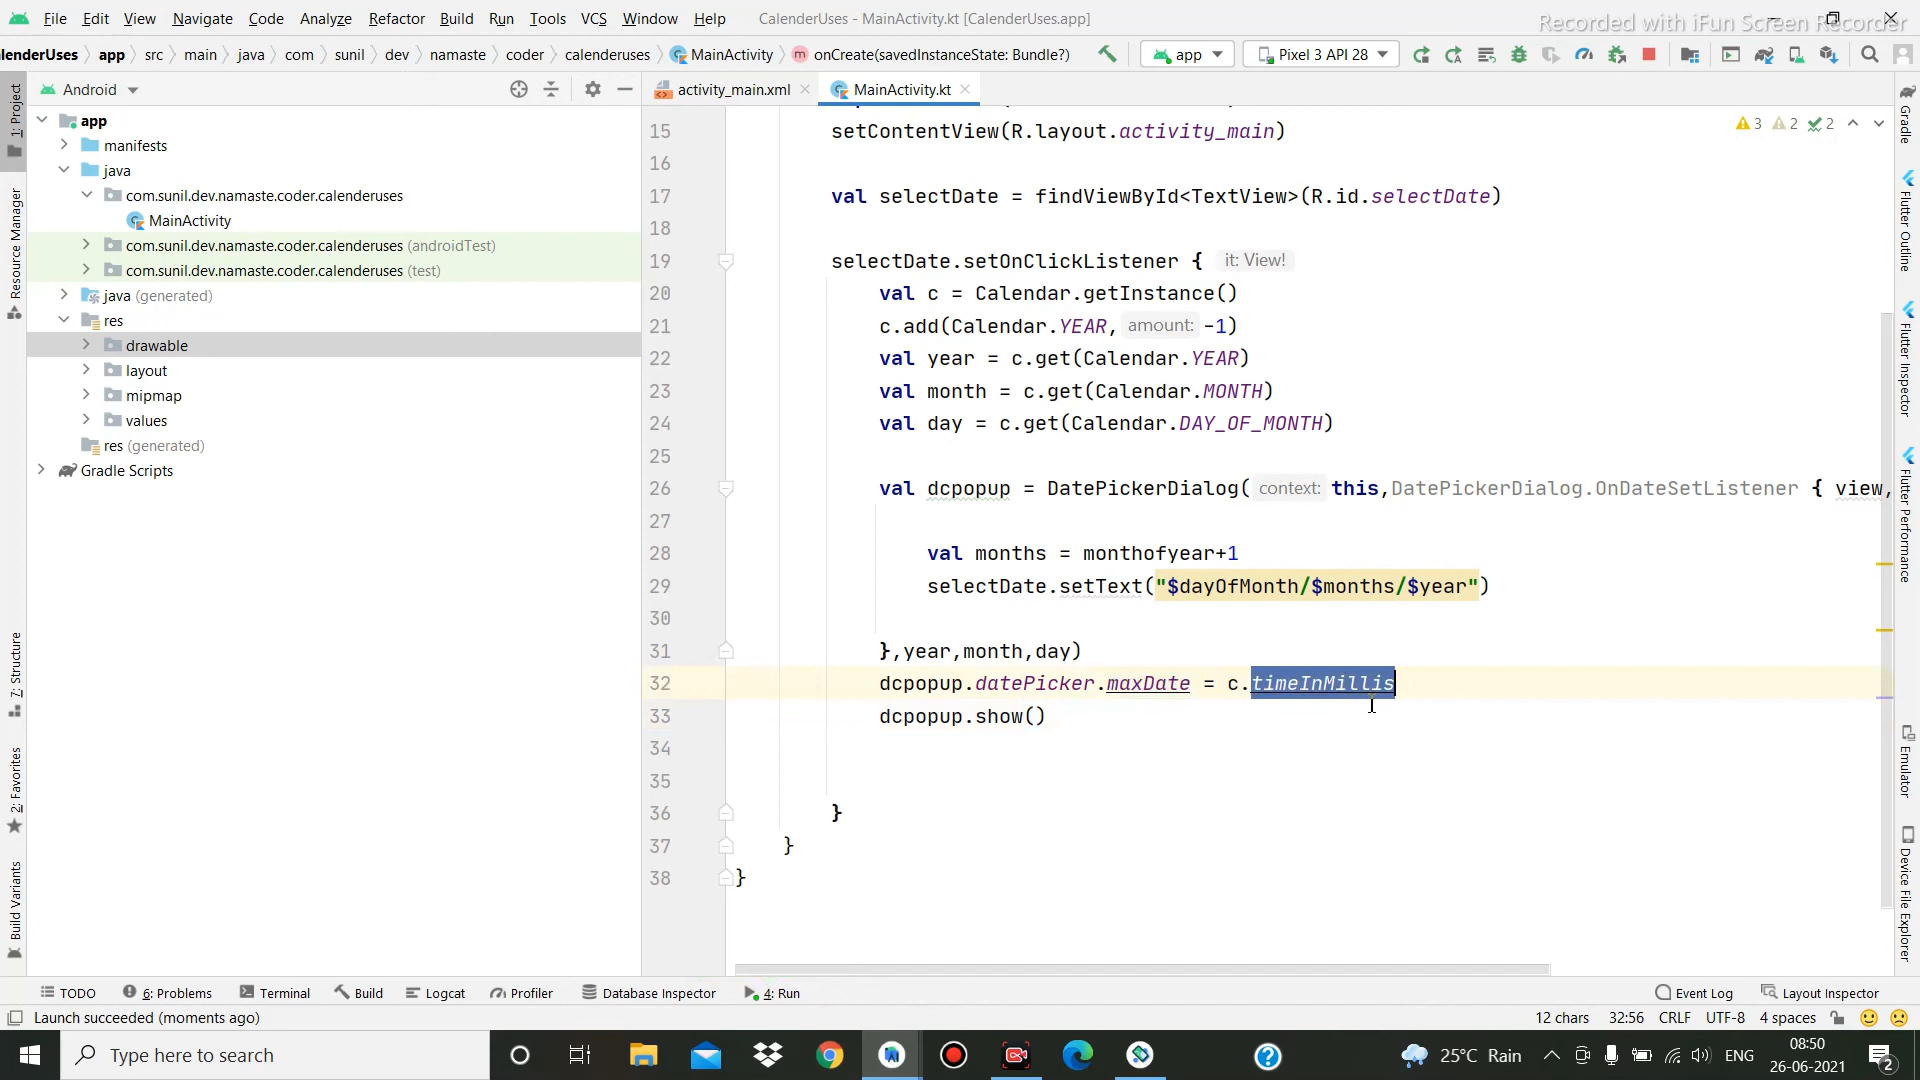 File Edit View Navigate Code Analyze Refactor Build Run Tools VCS Window Help CalenderUses - MainActivity.kt [CalenderUses.app]
Recorded with iFun Screen Recorder
lenderUses app src main java com sunil dev namaste coder calenderuses MainActivity onCreate(savedInstanceState: Bundle?) app Pixel 3 API 28
Android
activity_main.xml MainActivity.kt
app
manifests
java
com.sunil.dev.namaste.coder.calenderuses
MainActivity
com.sunil.dev.namaste.coder.calenderuses (androidTest)
com.sunil.dev.namaste.coder.calenderuses (test)
java (generated)
res
drawable
layout
mipmap
values
res (generated)
Gradle Scripts
1: Project
Resource Manager
7: Structure
2: Favorites
Build Variants
3 2 2
15 setContentView(R.layout.activity_main)
16
17 val selectDate = findViewById<TextView>(R.id.selectDate)
18
19 selectDate.setOnClickListener { it: View!
20 val c = Calendar.getInstance()
21 c.add(Calendar.YEAR, amount: -1)
22 val year = c.get(Calendar.YEAR)
23 val month = c.get(Calendar.MONTH)
24 val day = c.get(Calendar.DAY_OF_MONTH)
25
26 val dcpopup = DatePickerDialog( context: this,DatePickerDialog.OnDateSetListener { view,
27
28 val months = monthofyear+1
29 selectDate.setText("$dayOfMonth/$months/$year")
30
31 },year,month,day)
32 dcpopup.datePicker.maxDate = c.timeInMillis
33 dcpopup.show()
34
35
36 }
37 }
38 }
Gradle
Flutter Outline
Flutter Inspector
Flutter Performance
Emulator
Device File Explorer
TODO 6: Problems Terminal Build Logcat Profiler Database Inspector 4: Run Event Log Layout Inspector
Launch succeeded (moments ago) 12 chars 32:56 CRLF UTF-8 4 spaces
Type here to search 25°C Rain ENG 08:50
26-06-2021 2